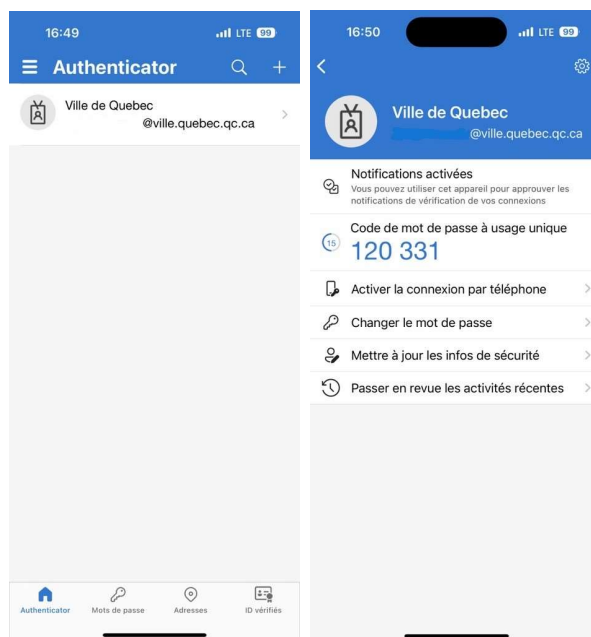 16:49
LTE 99
Authenticator
Ville de Quebec
@ville.quebec.qc.ca
Authenticator
Mots de passe
Adresses
ID vérifiés
16:50
LTE 99
Ville de Quebec
@ville.quebec.qc.ca
Notifications activées
Vous pouvez utiliser cet appareil pour approuver les
notifications de vérification de vos connexions
Code de mot de passe à usage unique
15
120 331
Activer la connexion par téléphone
Changer le mot de passe
Mettre à jour les infos de sécurité
Passer en revue les activités récentes